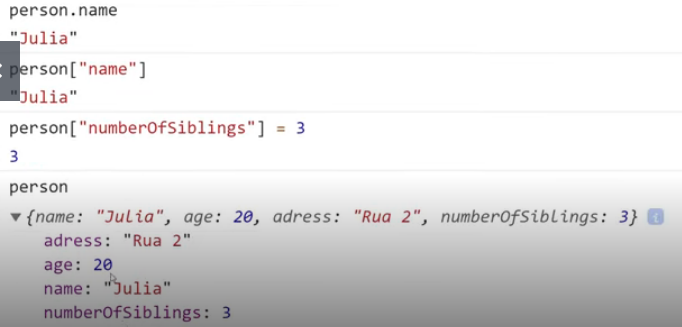 person.name
"Julia"
person["name"]
"Julia"
person["numberOfSiblings"] = 3
3
person
▼{name: "Julia", age: 20, adress: "Rua 2", numberOfSiblings: 3} i
adress: "Rua 2"
age: 20
name: "Julia"
numberOfSiblings: 3